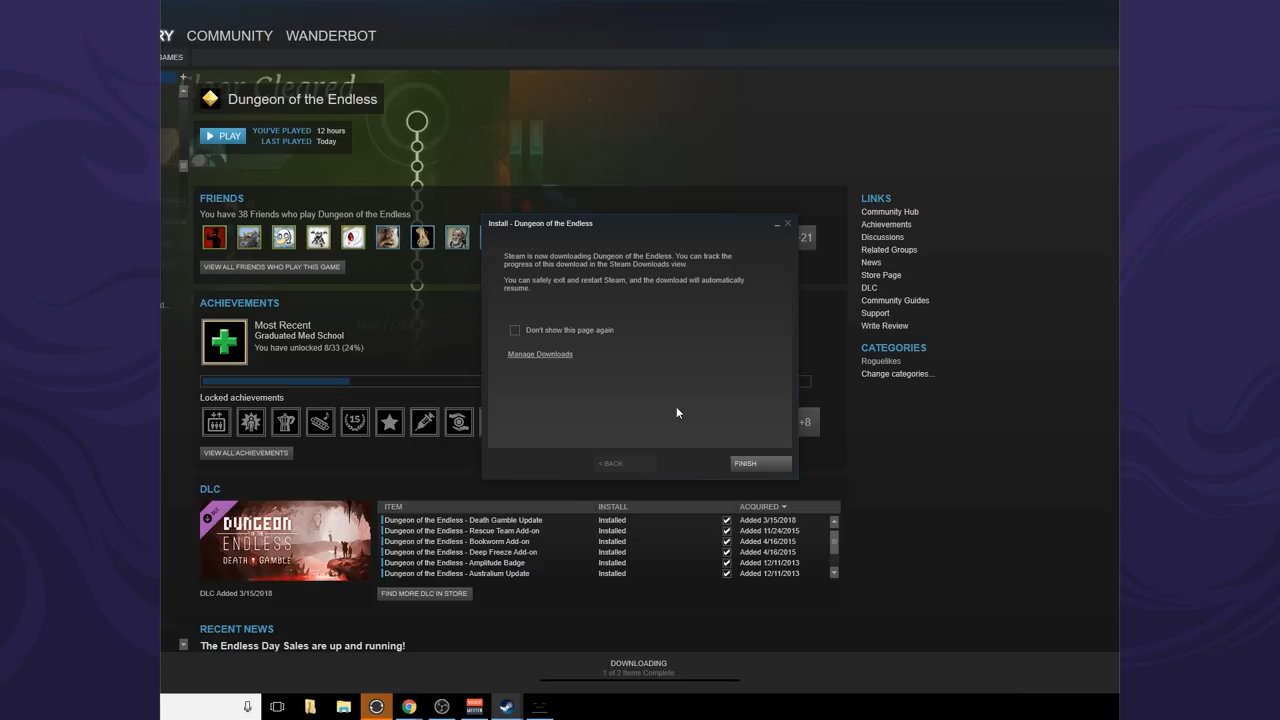 RY COMMUNITY WANDERBOT
GAMES
Floor Cleared
Dungeon of the Endless
PLAY
YOU'VE PLAYED 12 hours
LAST PLAYED Today
FRIENDS
You have 38 Friends who play Dungeon of the Endless
21
VIEW ALL FRIENDS WHO PLAY THIS GAME
ACHIEVEMENTS
Most Recent
Graduated Med School
You have unlocked 8/33 (24%)
Locked achievements
15
+8
VIEW ALL ACHIEVEMENTS
Install - Dungeon of the Endless
Steam is now downloading Dungeon of the Endless. You can track the
progress of this download in the Steam Downloads view.
You can safely exit and restart Steam, and the download will automatically
resume.
Don't show this page again
Manage Downloads
< BACK
FINISH
LINKS
Community Hub
Achievements
Discussions
Related Groups
News
Store Page
DLC
Community Guides
Support
Write Review
CATEGORIES
Roguelikes
Change categories...
DLC
DUNGEON
OF THE
ENDLESS
DEATH GAMBLE
DLC Added 3/15/2018
ITEM INSTALL ACQUIRED
Dungeon of the Endless - Death Gamble Update Installed Added 3/15/2018
Dungeon of the Endless - Rescue Team Add-on Installed Added 11/24/2015
Dungeon of the Endless - Bookworm Add-on Installed Added 4/16/2015
Dungeon of the Endless - Deep Freeze Add-on Installed Added 4/16/2015
Dungeon of the Endless - Amplitude Badge Installed Added 12/11/2013
Dungeon of the Endless - Australium Update Installed Added 12/11/2013
FIND MORE DLC IN STORE
RECENT NEWS
The Endless Day Sales are up and running!
DOWNLOADING
1 of 2 Items Complete